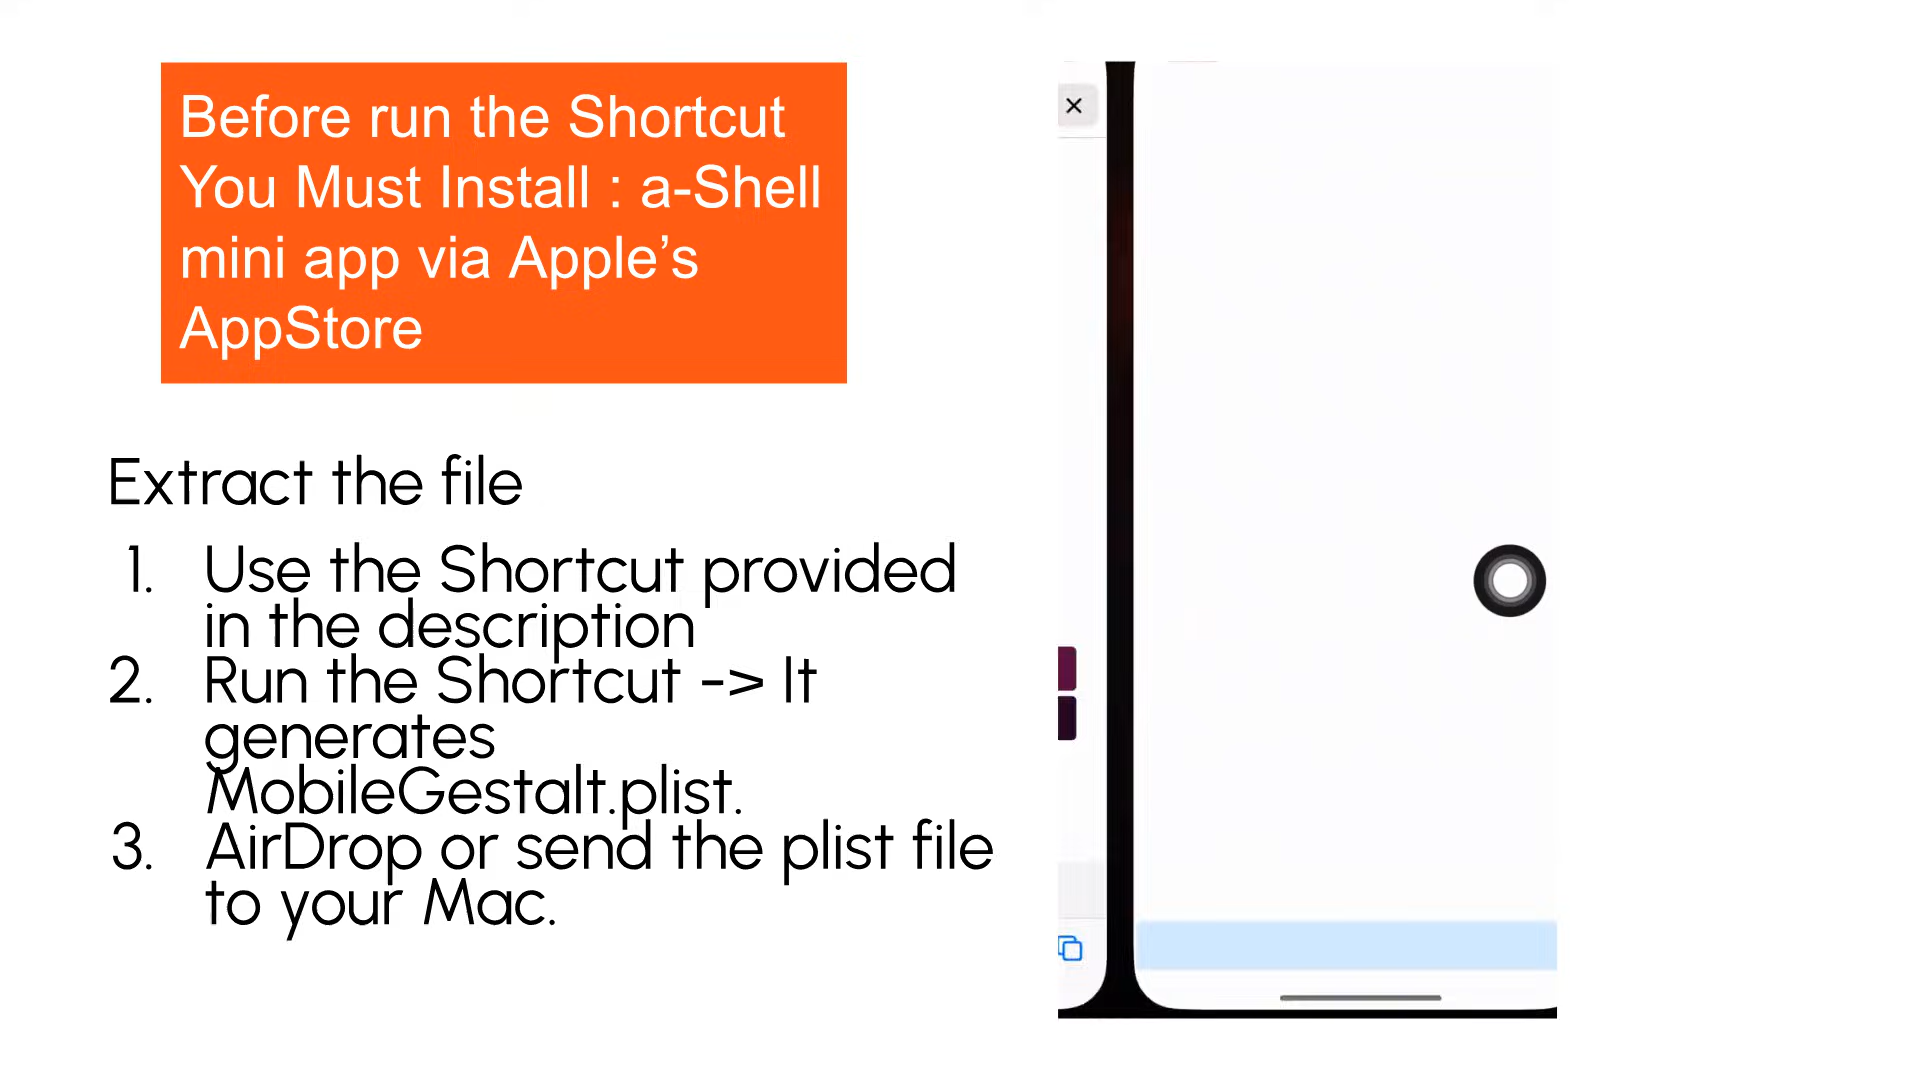 Before run the Shortcut
You Must Install : a-Shell
mini app via Apple’s
AppStore
Extract the file
1. Use the Shortcut provided
in the description
2. Run the Shortcut -> It
generates
MobileGestalt.plist.
3. AirDrop or send the plist file
to your Mac.